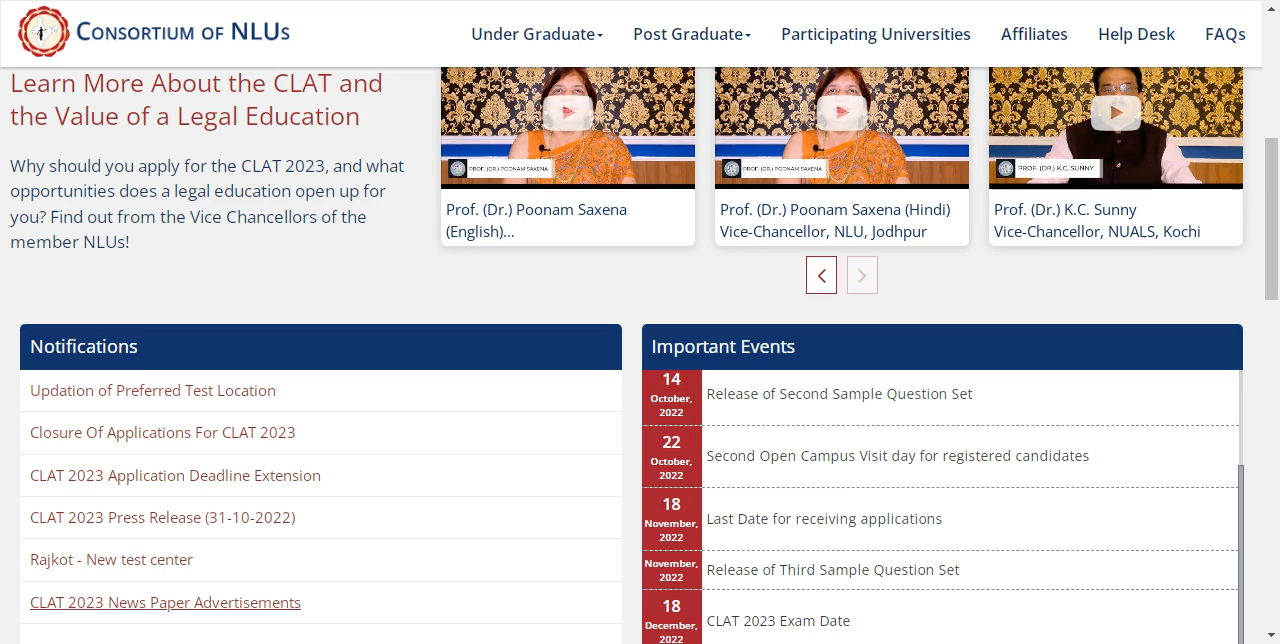 CONSORTIUM OF NLUs
Under Graduate
Post Graduate
Participating Universities
Affiliates
Help Desk
FAQs
Learn More About the CLAT and
the Value of a Legal Education
Why should you apply for the CLAT 2023, and what
opportunities does a legal education open up for
you? Find out from the Vice Chancellors of the
member NLUs!
PROF. (DR.) POONAM SAXENA
Prof. (Dr.) Poonam Saxena
(English)...
PROF. (DR.) POONAM SAXENA
Prof. (Dr.) Poonam Saxena (Hindi)
Vice-Chancellor, NLU, Jodhpur
PROF. (DR.) K.C. SUNNY
Prof. (Dr.) K.C. Sunny
Vice-Chancellor, NUALS, Kochi
Notifications
Updation of Preferred Test Location
Closure Of Applications For CLAT 2023
CLAT 2023 Application Deadline Extension
CLAT 2023 Press Release (31-10-2022)
Rajkot - New test center
CLAT 2023 News Paper Advertisements
Important Events
14
October,
2022
Release of Second Sample Question Set
22
October,
2022
Second Open Campus Visit day for registered candidates
18
November,
2022
Last Date for receiving applications
November,
2022
Release of Third Sample Question Set
18
December,
2022
CLAT 2023 Exam Date